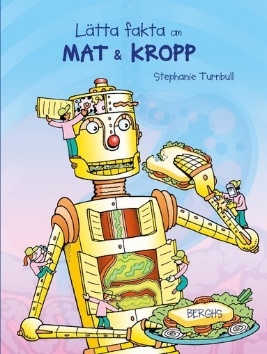 Lätta fakta om
MAT & KROPP
Stephanie Turnbull
BERGHS